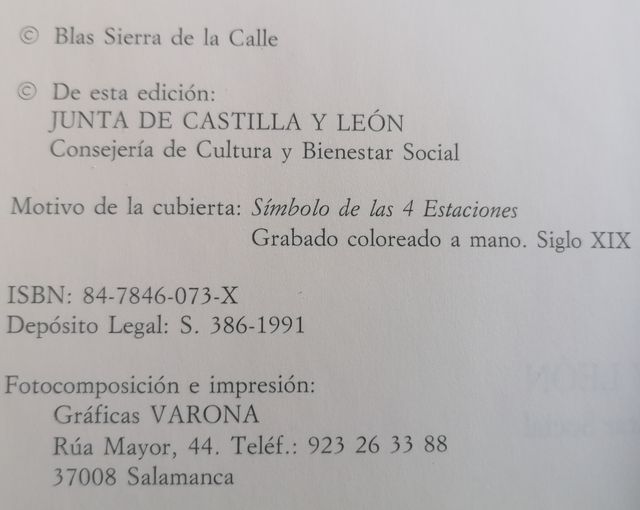 © Blas Sierra de la Calle
© De esta edición:
JUNTA DE CASTILLA Y LEÓN
Consejería de Cultura y Bienestar Social
Motivo de la cubierta: Símbolo de las 4 Estaciones
Grabado coloreado a mano. Siglo XIX
ISBN: 84-7846-073-X
Depósito Legal: S. 386-1991
Fotocomposición e impresión:
Gráficas VARONA
Rúa Mayor, 44. Teléf.: 923 26 33 88
37008 Salamanca